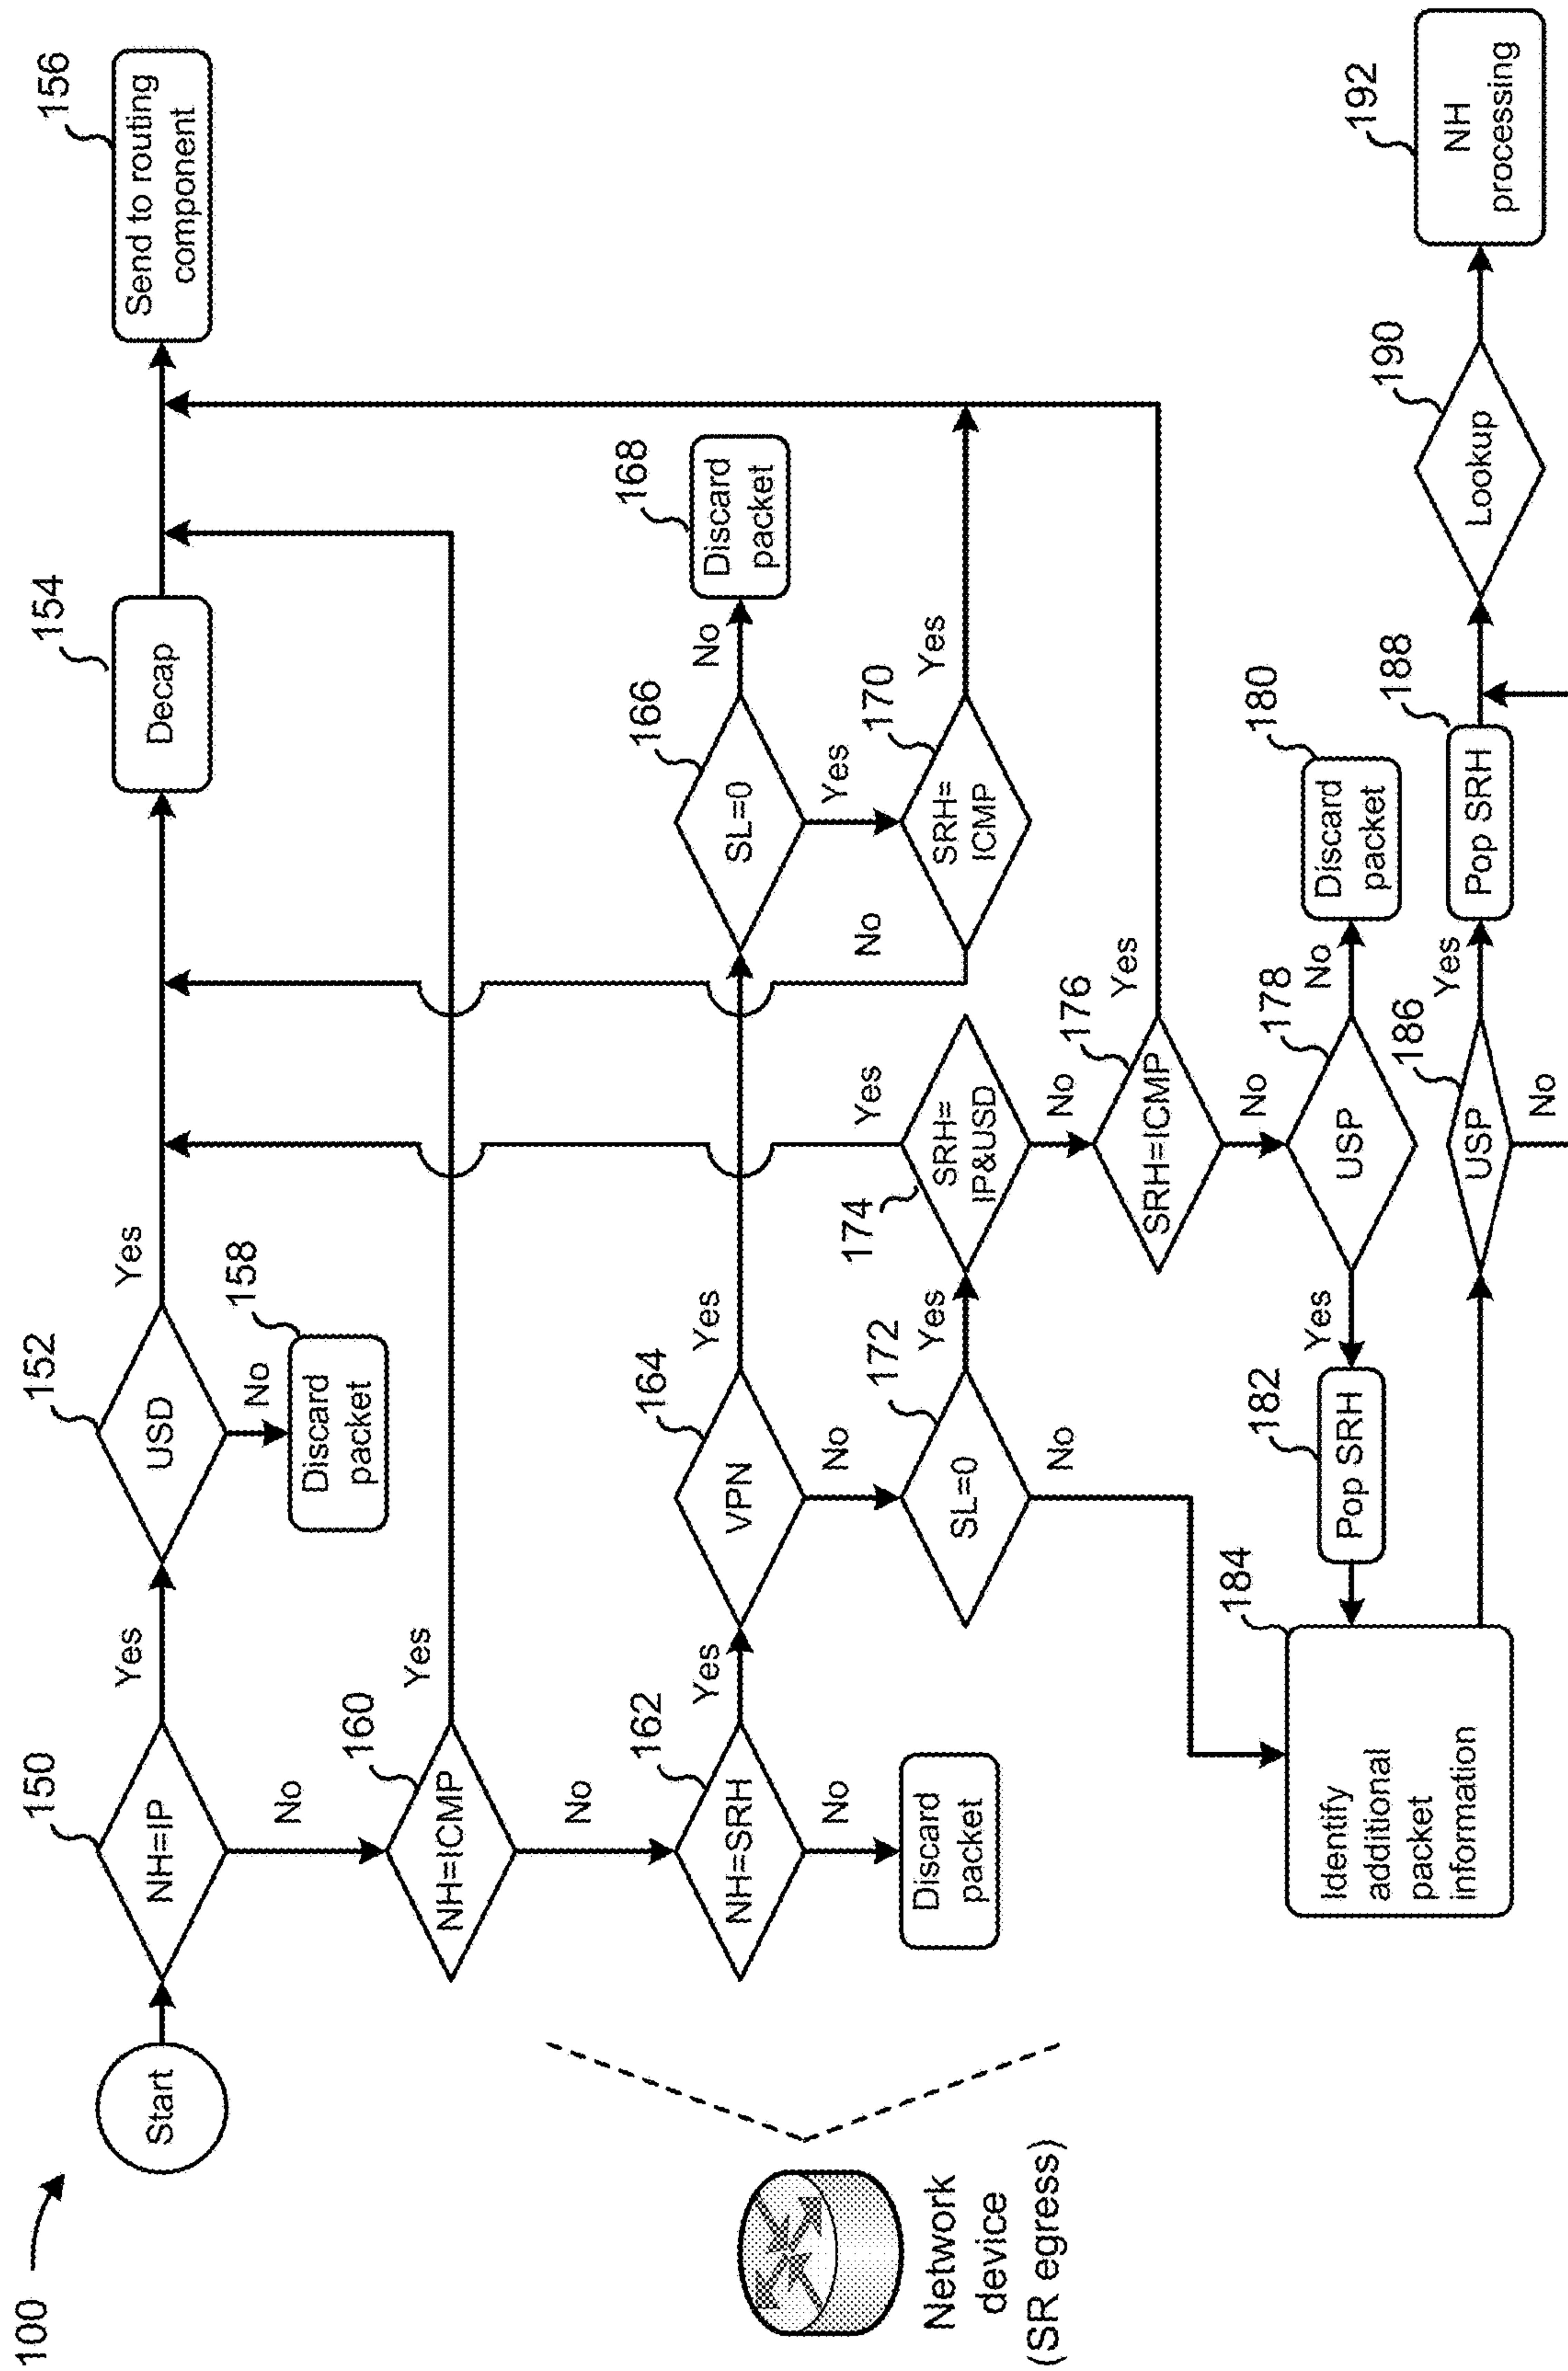 100
Start
150
NH=IP
Yes
No
152
USD
Yes
No
154
Decap
156
Send to routing
component
158
Discard
packet
160
NH=ICMP
Yes
No
162
NH=SRH
Yes
No
Discard
packet
164
VPN
Yes
No
166
SL=0
No
Yes
168
Discard
packet
170
SRH=
ICMP
Yes
No
172
SL=0
Yes
No
174
SRH=
IP&USD
Yes
No
176
SRH=ICMP
Yes
No
178
USP
No
Yes
180
Discard
packet
182
Pop SRH
184
Identify
additional
packet
information
186
USP
Yes
No
188
Pop SRH
190
Lookup
192
NH
processing
Network
device
(SR egress)